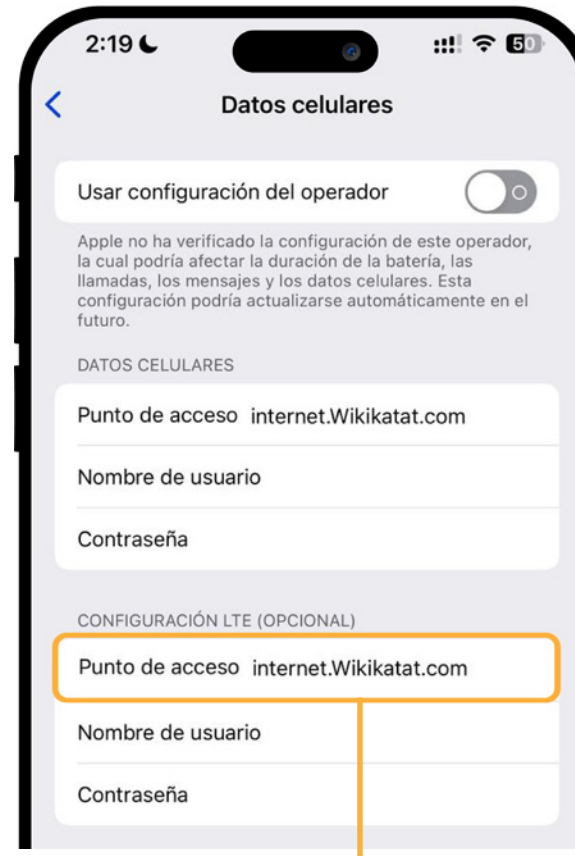 2:19
50
Datos celulares
Usar configuración del operador
Apple no ha verificado la configuración de este operador,
la cual podría afectar la duración de la batería, las
llamadas, los mensajes y los datos celulares. Esta
configuración podría actualizarse automáticamente en el
futuro.
DATOS CELULARES
Punto de acceso internet.Wikikatat.com
Nombre de usuario
Contraseña
CONFIGURACIÓN LTE (OPCIONAL)
Punto de acceso internet.Wikikatat.com
Nombre de usuario
Contraseña